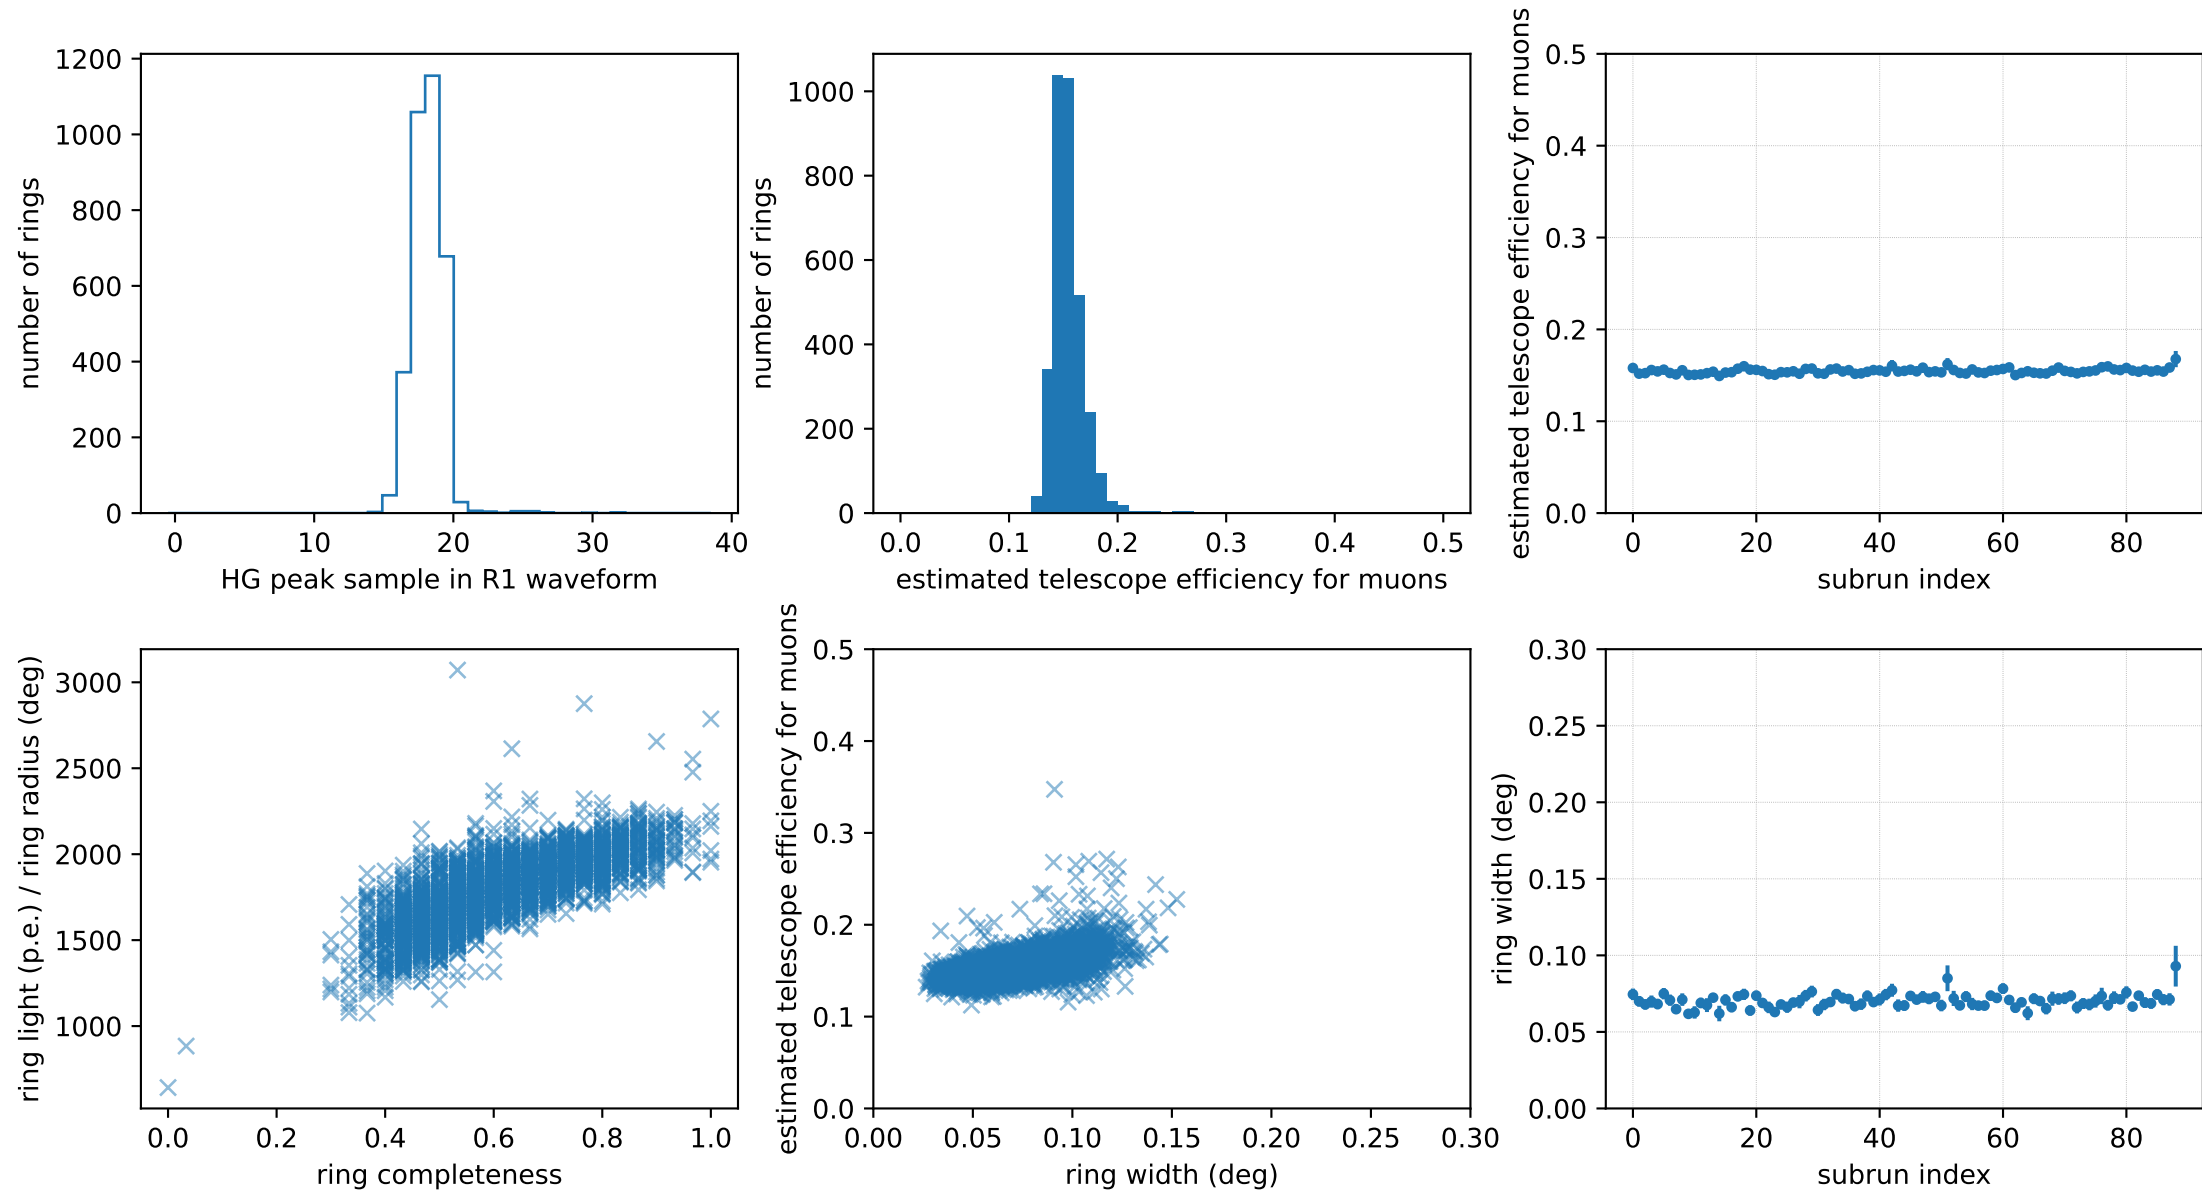 number of rings
1200
1000
800
600
400
200
0
0 10 20 30 40
HG peak sample in R1 waveform
number of rings
1000
800
600
400
200
0
0.0 0.1 0.2 0.3 0.4 0.5
estimated telescope efficiency for muons
estimated telescope efficiency for muons
0.5
0.4
0.3
0.2
0.1
0.0
0 20 40 60 80
subrun index
ring light (p.e.) / ring radius (deg)
3000
2500
2000
1500
1000
0.0 0.2 0.4 0.6 0.8 1.0
ring completeness
estimated telescope efficiency for muons
0.5
0.4
0.3
0.2
0.1
0.0
0.00 0.05 0.10 0.15 0.20 0.25 0.30
ring width (deg)
ring width (deg)
0.30
0.25
0.20
0.15
0.10
0.05
0.00
0 20 40 60 80
subrun index